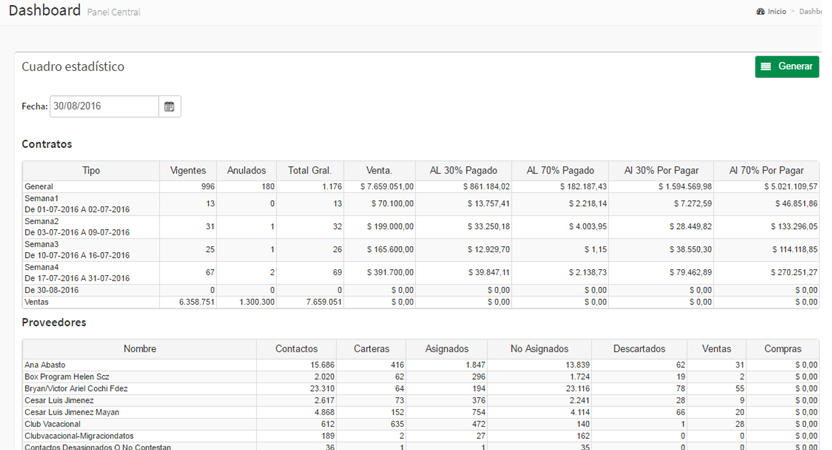 Dashboard Panel Central
Inicio > Dashb
Cuadro estadístico
Generar
Fecha: 30/08/2016
Contratos
Tipo Vigentes Anulados Total Gral. Venta. AL 30% Pagado AL 70% Pagado Al 30% Por Pagar Al 70% Por Pagar
General 996 180 1.176 $ 7.659.051,00 $ 861.184,02 $ 182.187,43 $ 1.594.569,98 $ 5.021.109,57
Semana1
De 01-07-2016 A 02-07-2016 13 0 13 $ 70.100,00 $ 13.757,41 $ 2.218,14 $ 7.272,59 $ 46.851,86
Semana2
De 03-07-2016 A 09-07-2016 31 1 32 $ 199.000,00 $ 33.250,18 $ 4.003,95 $ 28.449,82 $ 133.296,05
Semana3
De 10-07-2016 A 16-07-2016 25 1 26 $ 165.600,00 $ 12.929,70 $ 1,15 $ 38.550,30 $ 114.118,85
Semana4
De 17-07-2016 A 31-07-2016 67 2 69 $ 391.700,00 $ 39.847,11 $ 2.138,73 $ 79.462,89 $ 270.251,27
De 30-08-2016 0 0 0 $ 0,00 $ 0,00 $ 0,00 $ 0,00 $ 0,00
Ventas 6.358.751 1.300.300 7.659.051 $ 0,00 $ 0,00 $ 0,00 $ 0,00 $ 0,00
Proveedores
Nombre Contactos Carteras Asignados No Asignados Descartados Ventas Compras
Ana Abasto 15.686 416 1.847 13.839 62 31 $ 0,00
Box Program Helen Scz 2.020 62 296 1.724 19 2 $ 0,00
Bryan/Victor Ariel Cochi Fdez 23.310 64 194 23.116 78 55 $ 0,00
Cesar Luis Jimenez 2.617 73 376 2.241 28 9 $ 0,00
Cesar Luis Jimenez Mayan 4.868 152 754 4.114 66 20 $ 0,00
Club Vacacional 612 635 472 140 1 28 $ 0,00
Clubvacacional-Migraciondatos 189 2 27 162 0 0 $ 0,00
Contactos Desasignados O No Contestan 36 1 1 35 0 0 $ 0,00